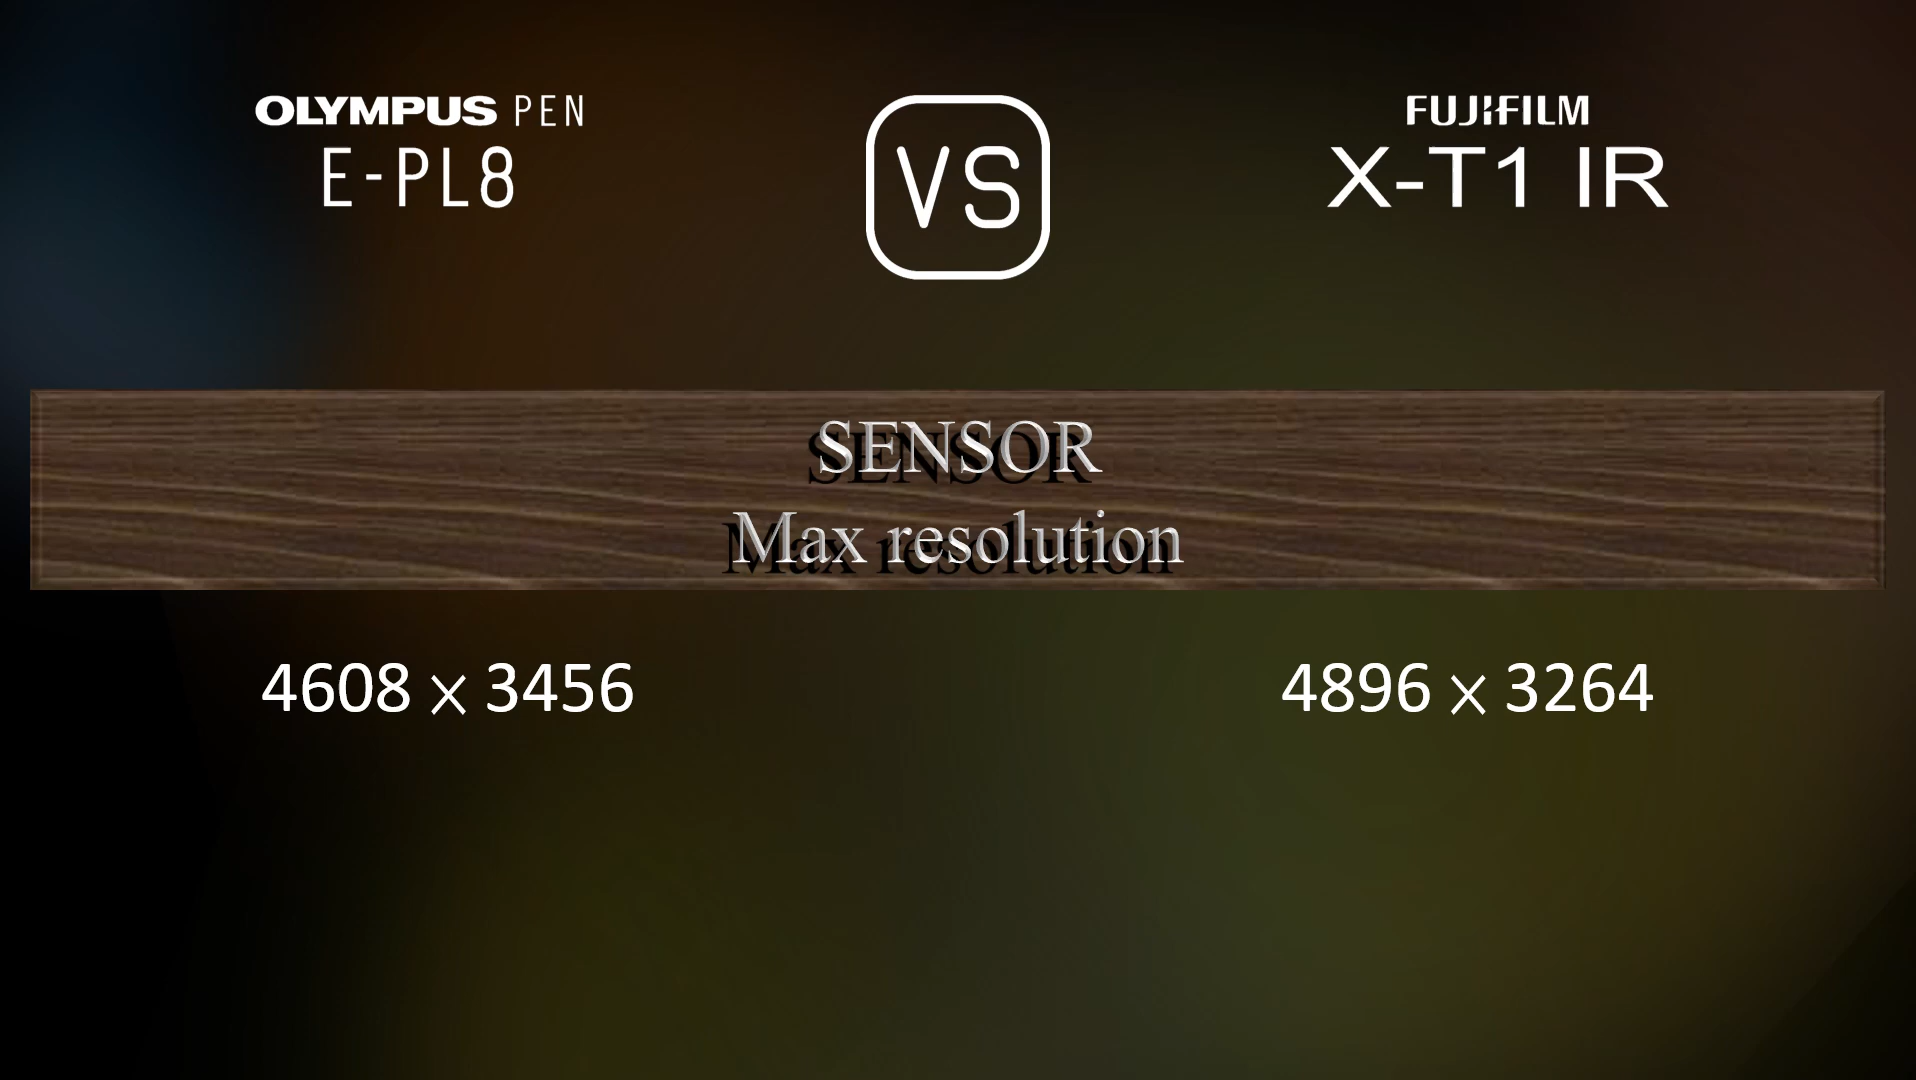 OLYMPUS PEN
E-PL8
VS
FUJIFILM
X-T1 IR
SENSOR
Max resolution
4608 x 3456
4896 x 3264